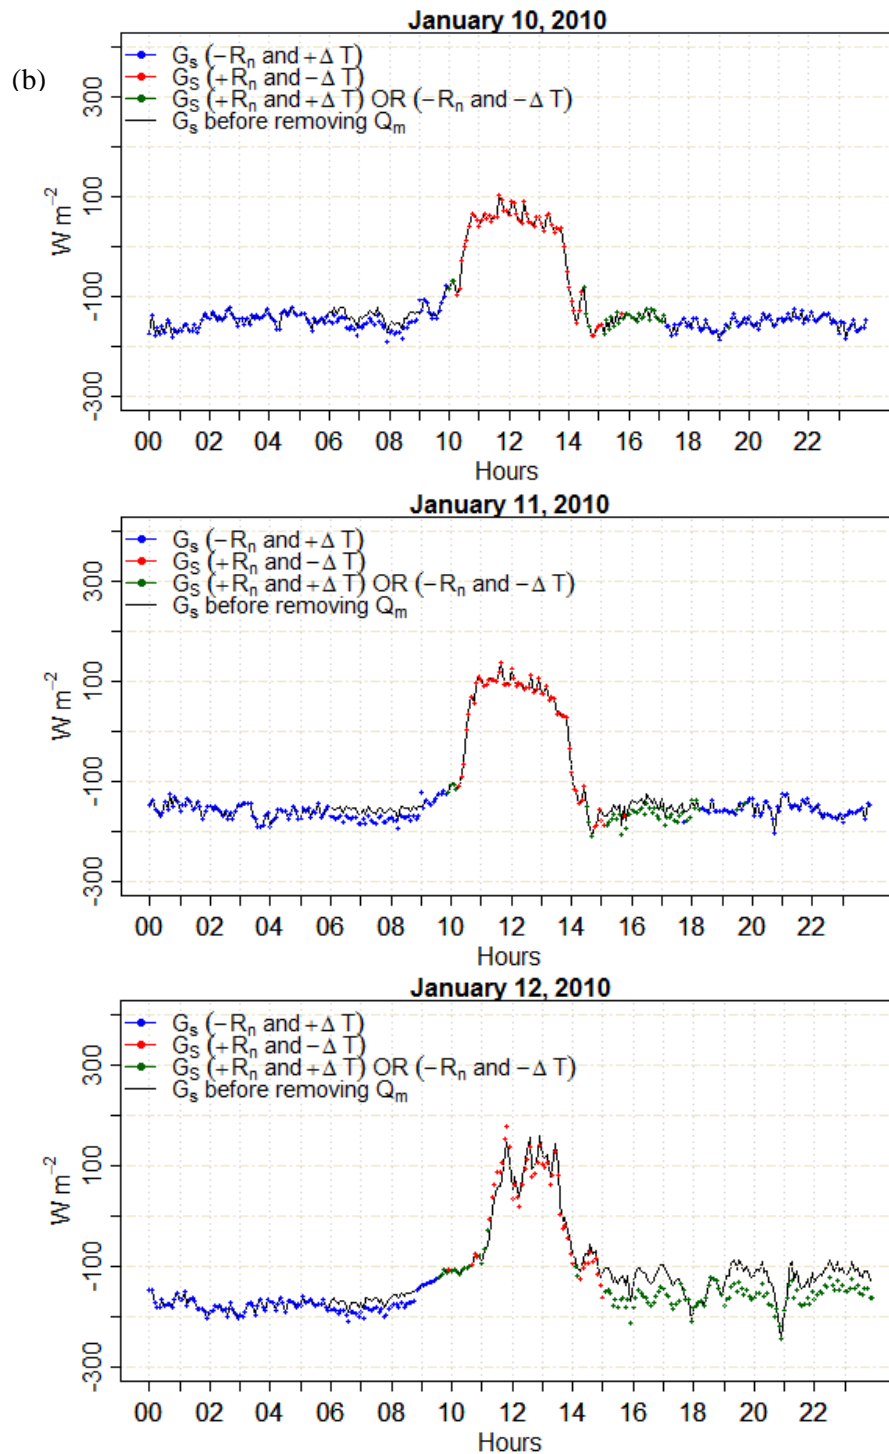 January 10, 2010
(b)
Gs (−Rn and +Δ T)
GS (+Rn and −Δ T)
GS (+Rn and +Δ T) OR (−Rn and −Δ T)
Gs before removing Qm
W m−2
300
100
-100
-300
00 02 04 06 08 10 12 14 16 18 20 22
Hours
January 11, 2010
Gs (−Rn and +Δ T)
GS (+Rn and −Δ T)
GS (+Rn and +Δ T) OR (−Rn and −Δ T)
Gs before removing Qm
W m−2
300
100
-100
-300
00 02 04 06 08 10 12 14 16 18 20 22
Hours
January 12, 2010
Gs (−Rn and +Δ T)
GS (+Rn and −Δ T)
GS (+Rn and +Δ T) OR (−Rn and −Δ T)
Gs before removing Qm
W m−2
300
100
-100
-300
00 02 04 06 08 10 12 14 16 18 20 22
Hours